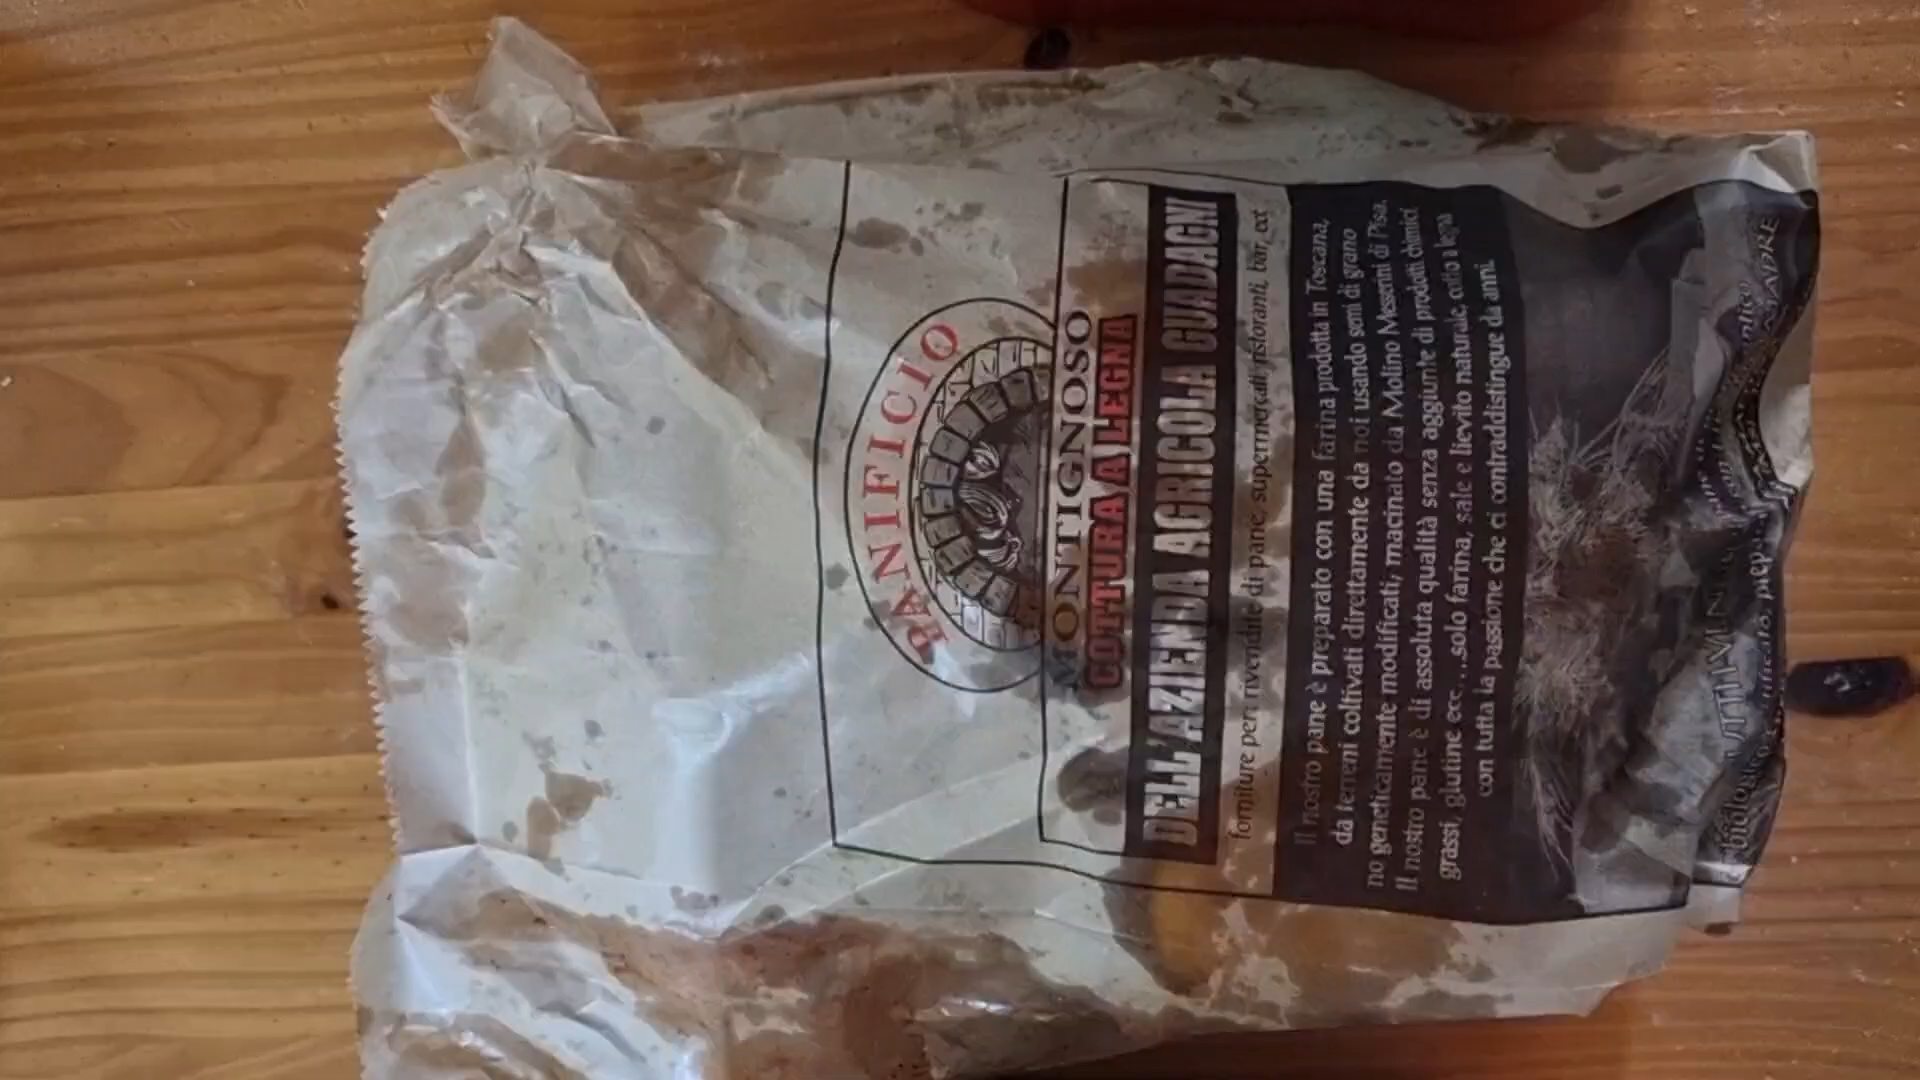 PANIFICIO
MONTIGNOSO
COTTURA A LEGNA
DELL'AZIENDA AGRICOLA GUADAGNI
forniture per: rivendite di pane, supermercati, ristoranti, bar, ect
Il nostro pane è preparato con una farina prodotta in Toscana,
da terreni coltivati direttamente da noi usando semi di grano
no geneticamente modificati, macinato da Molino Messerini di Pisa.
Il nostro pane è di assoluta qualità senza aggiunte di prodotti chimici
grassi, glutine ecc....solo farina, sale e lievito naturale, cotto a legna
con tutta la passione che ci contraddistingue da anni.
MADRE